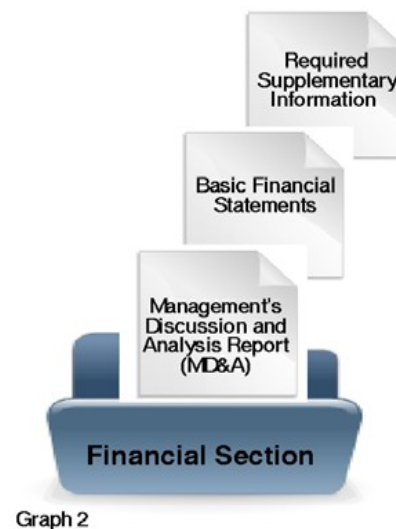 Required
Supplementary
Information
Basic Financial
Statements
Management's
Discussion and
Analysis Report
(MD&A)
Financial Section
Graph 2